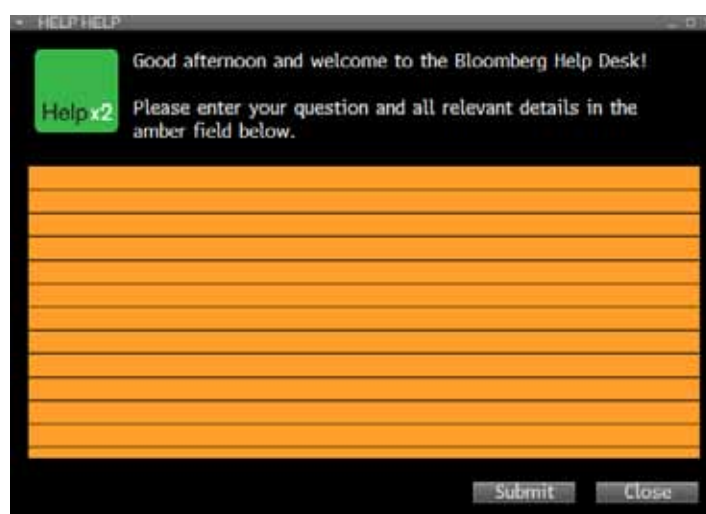 HELP HELP
Good afternoon and welcome to the Bloomberg Help Desk!
Help x2
Please enter your question and all relevant details in the
amber field below.
Submit Close